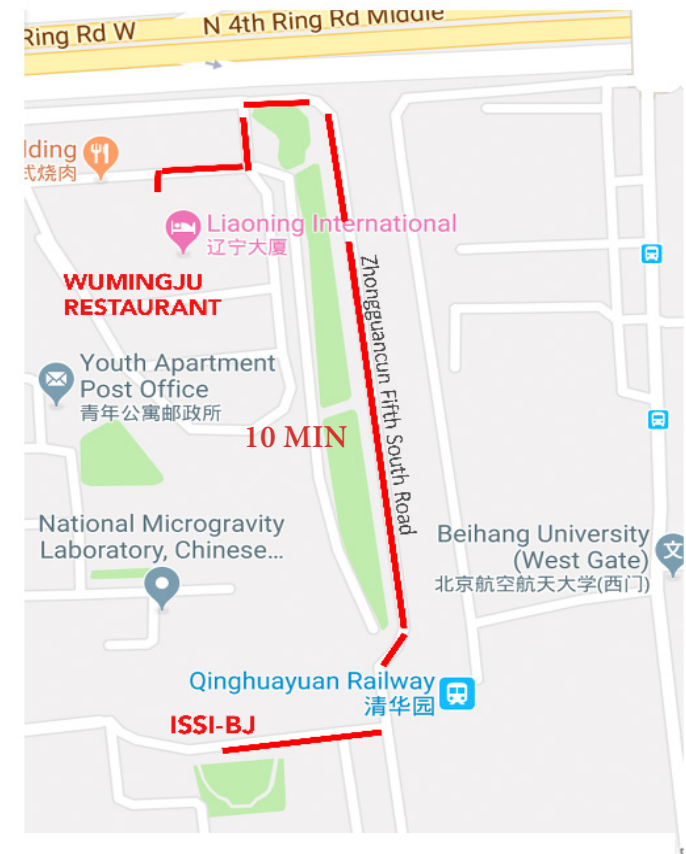 Ring Rd W
N 4th Ring Rd Middle
lding
式烧肉
Liaoning International
辽宁大厦
WUMINGJU
RESTAURANT
Zhongguancun Fifth South Road
Youth Apartment
Post Office
青年公寓邮政所
10 MIN
National Microgravity
Laboratory, Chinese...
Beihang University
(West Gate)
北京航空航天大学(西门)
文
Qinghuayuan Railway
清华园
ISSI-BJ